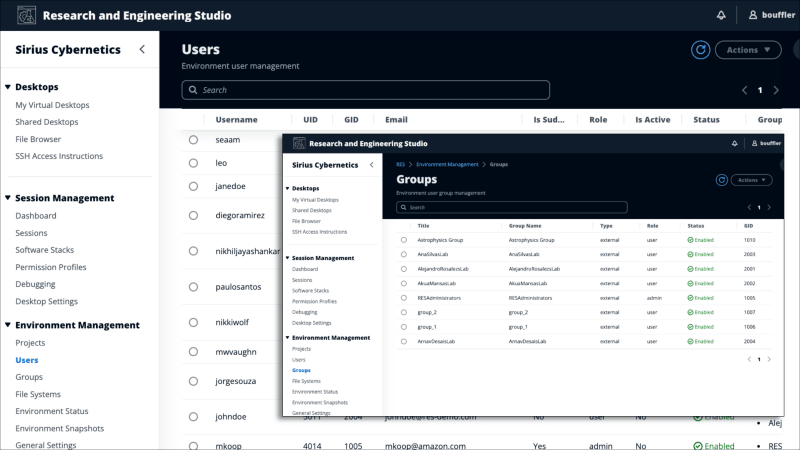 Research and Engineering Studio
bouffler
Sirius Cybernetics
Desktops
My Virtual Desktops
Shared Desktops
File Browser
SSH Access Instructions
Session Management
Dashboard
Sessions
Software Stacks
Permission Profiles
Debugging
Desktop Settings
Environment Management
Projects
Users
Groups
File Systems
Environment Status
Environment Snapshots
General Settings
Users
Environment user management
Actions
Search
1
Username UID GID Email Is Sud... Role Is Active Status Group
seaam
leo
janedoe
diegoramirez
nikhiljayashankar
paulosantos
nikkiwolf
mwvaughn
jorgesouza
johndoe 5011 2004 johndoe@res-demo.com No user No Enabled
Alej
mkoop 4014 1005 mkoop@amazon.com Yes admin No Enabled RES
Research and Engineering Studio
bouffler
Sirius Cybernetics
Desktops
My Virtual Desktops
Shared Desktops
File Browser
SSH Access Instructions
Session Management
Dashboard
Sessions
Software Stacks
Permission Profiles
Debugging
Desktop Settings
Environment Management
Projects
Users
Groups
File Systems
Environment Status
Environment Snapshots
General Settings
RES > Environment Management > Groups
Groups
Environment user group management
Actions
Search
1
Title Group Name Type Role Status GID
Astrophysics Group Astrophysics Group external user Enabled 1010
AnaSilvasLab AnaSilvasLab external user Enabled 2003
AlejandroRosalezsLab AlejandroRosalezsLab external user Enabled 2001
AkuaMansasLab AkuaMansasLab external user Enabled 2002
RESAdministrators RESAdministrators external admin Enabled 1005
group_2 group_2 external user Enabled 1007
group_1 group_1 external user Enabled 1006
ArnavDesaisLab ArnavDesaisLab external user Enabled 2004
1